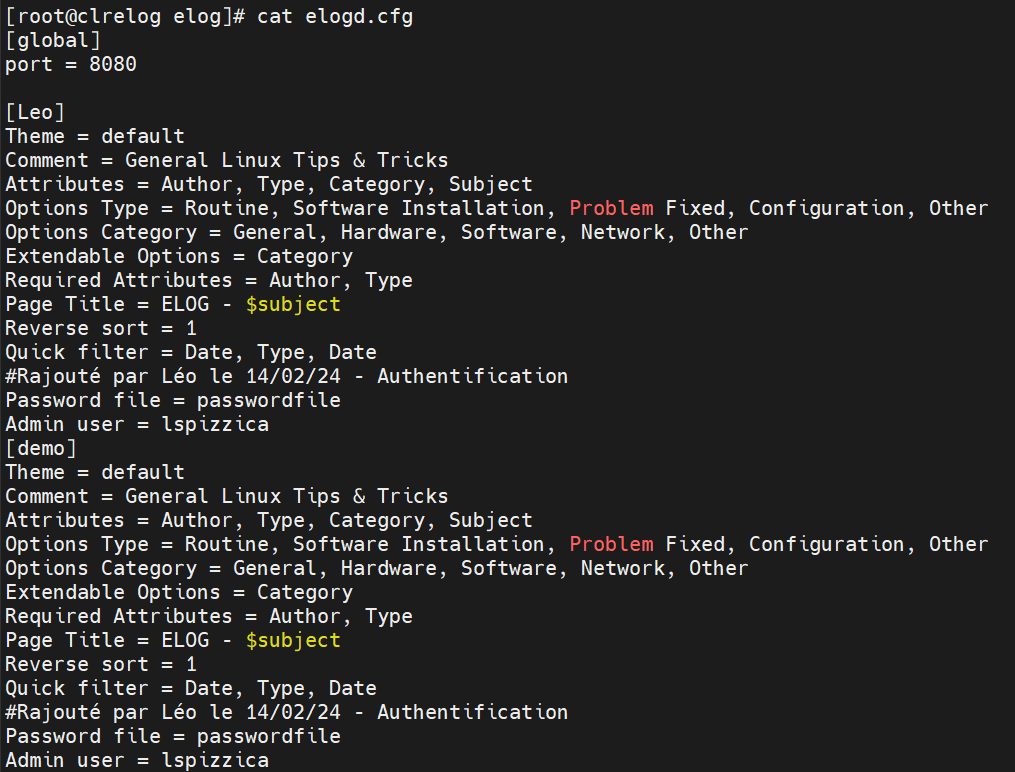 [root@clrelog elog]# cat elogd.cfg
[global]
port = 8080
[Leo]
Theme = default
Comment = General Linux Tips & Tricks
Attributes = Author, Type, Category, Subject
Options Type = Routine, Software Installation, Problem Fixed, Configuration, Other
Options Category = General, Hardware, Software, Network, Other
Extendable Options = Category
Required Attributes = Author, Type
Page Title = ELOG - $subject
Reverse sort = 1
Quick filter = Date, Type, Date
#Rajouté par Léo le 14/02/24 - Authentification
Password file = passwordfile
Admin user = lspizzica
[demo]
Theme = default
Comment = General Linux Tips & Tricks
Attributes = Author, Type, Category, Subject
Options Type = Routine, Software Installation, Problem Fixed, Configuration, Other
Options Category = General, Hardware, Software, Network, Other
Extendable Options = Category
Required Attributes = Author, Type
Page Title = ELOG - $subject
Reverse sort = 1
Quick filter = Date, Type, Date
#Rajouté par Léo le 14/02/24 - Authentification
Password file = passwordfile
Admin user = lspizzica